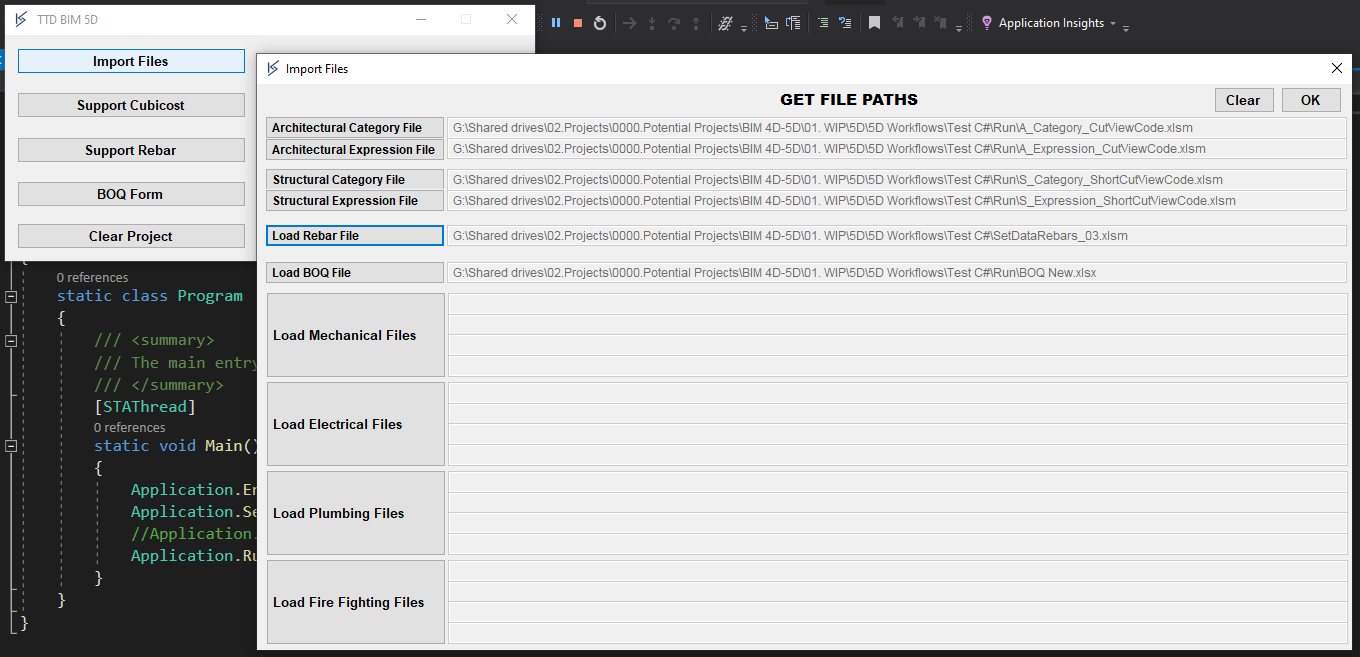 TTD BIM 5D
Import Files
Support Cubicost
Support Rebar
BOQ Form
Clear Project
Application Insights
Import Files
GET FILE PATHS
Clear
OK
Architectural Category File G:\Shared drives\02.Projects\0000.Potential Projects\BIM 4D-5D\01. WIP\5D\5D Workflows\Test C#\Run\A_Category_CutViewCode.xlsm
Architectural Expression File G:\Shared drives\02.Projects\0000.Potential Projects\BIM 4D-5D\01. WIP\5D\5D Workflows\Test C#\Run\A_Expression_CutViewCode.xlsm
Structural Category File G:\Shared drives\02.Projects\0000.Potential Projects\BIM 4D-5D\01. WIP\5D\5D Workflows\Test C#\Run\S_Category_ShortCutViewCode.xlsm
Structural Expression File G:\Shared drives\02.Projects\0000.Potential Projects\BIM 4D-5D\01. WIP\5D\5D Workflows\Test C#\Run\S_Expression_ShortCutViewCode.xlsm
Load Rebar File G:\Shared drives\02.Projects\0000.Potential Projects\BIM 4D-5D\01. WIP\5D\5D Workflows\Test C#\Run\SetDataRebars_03.xlsm
Load BOQ File G:\Shared drives\02.Projects\0000.Potential Projects\BIM 4D-5D\01. WIP\5D\5D Workflows\Test C#\Run\BOQ New.xlsx
Load Mechanical Files
Load Electrical Files
Load Plumbing Files
Load Fire Fighting Files
0 references
static class Program
{
/// <summary>
/// The main entry
/// </summary>
[STAThread]
0 references
static void Main()
{
Application.En
Application.Se
//Application.
Application.Ru
}
}
}